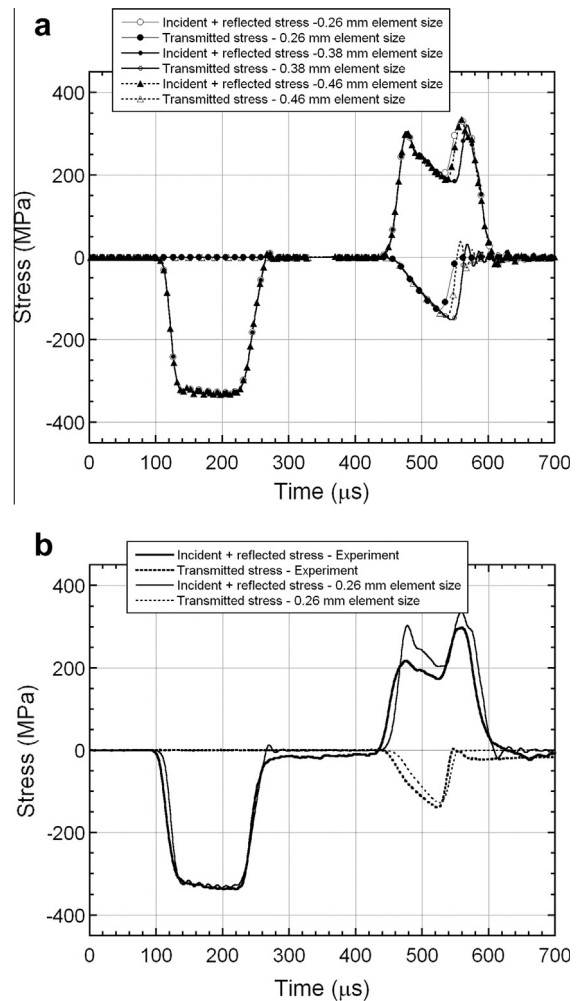 a
Incident + reflected stress -0.26 mm element size
Transmitted stress - 0.26 mm element size
Incident + reflected stress -0.38 mm element size
Transmitted stress - 0.38 mm element size
Incident + reflected stress -0.46 mm element size
Transmitted stress - 0.46 mm element size
400
200
0
-200
-400
Stress (MPa)
0 100 200 300 400 500 600 700
Time (μs)
b
Incident + reflected stress - Experiment
Transmitted stress - Experiment
Incident + reflected stress - 0.26 mm element size
Transmitted stress - 0.26 mm element size
400
200
0
-200
-400
Stress (MPa)
0 100 200 300 400 500 600 700
Time (μs)